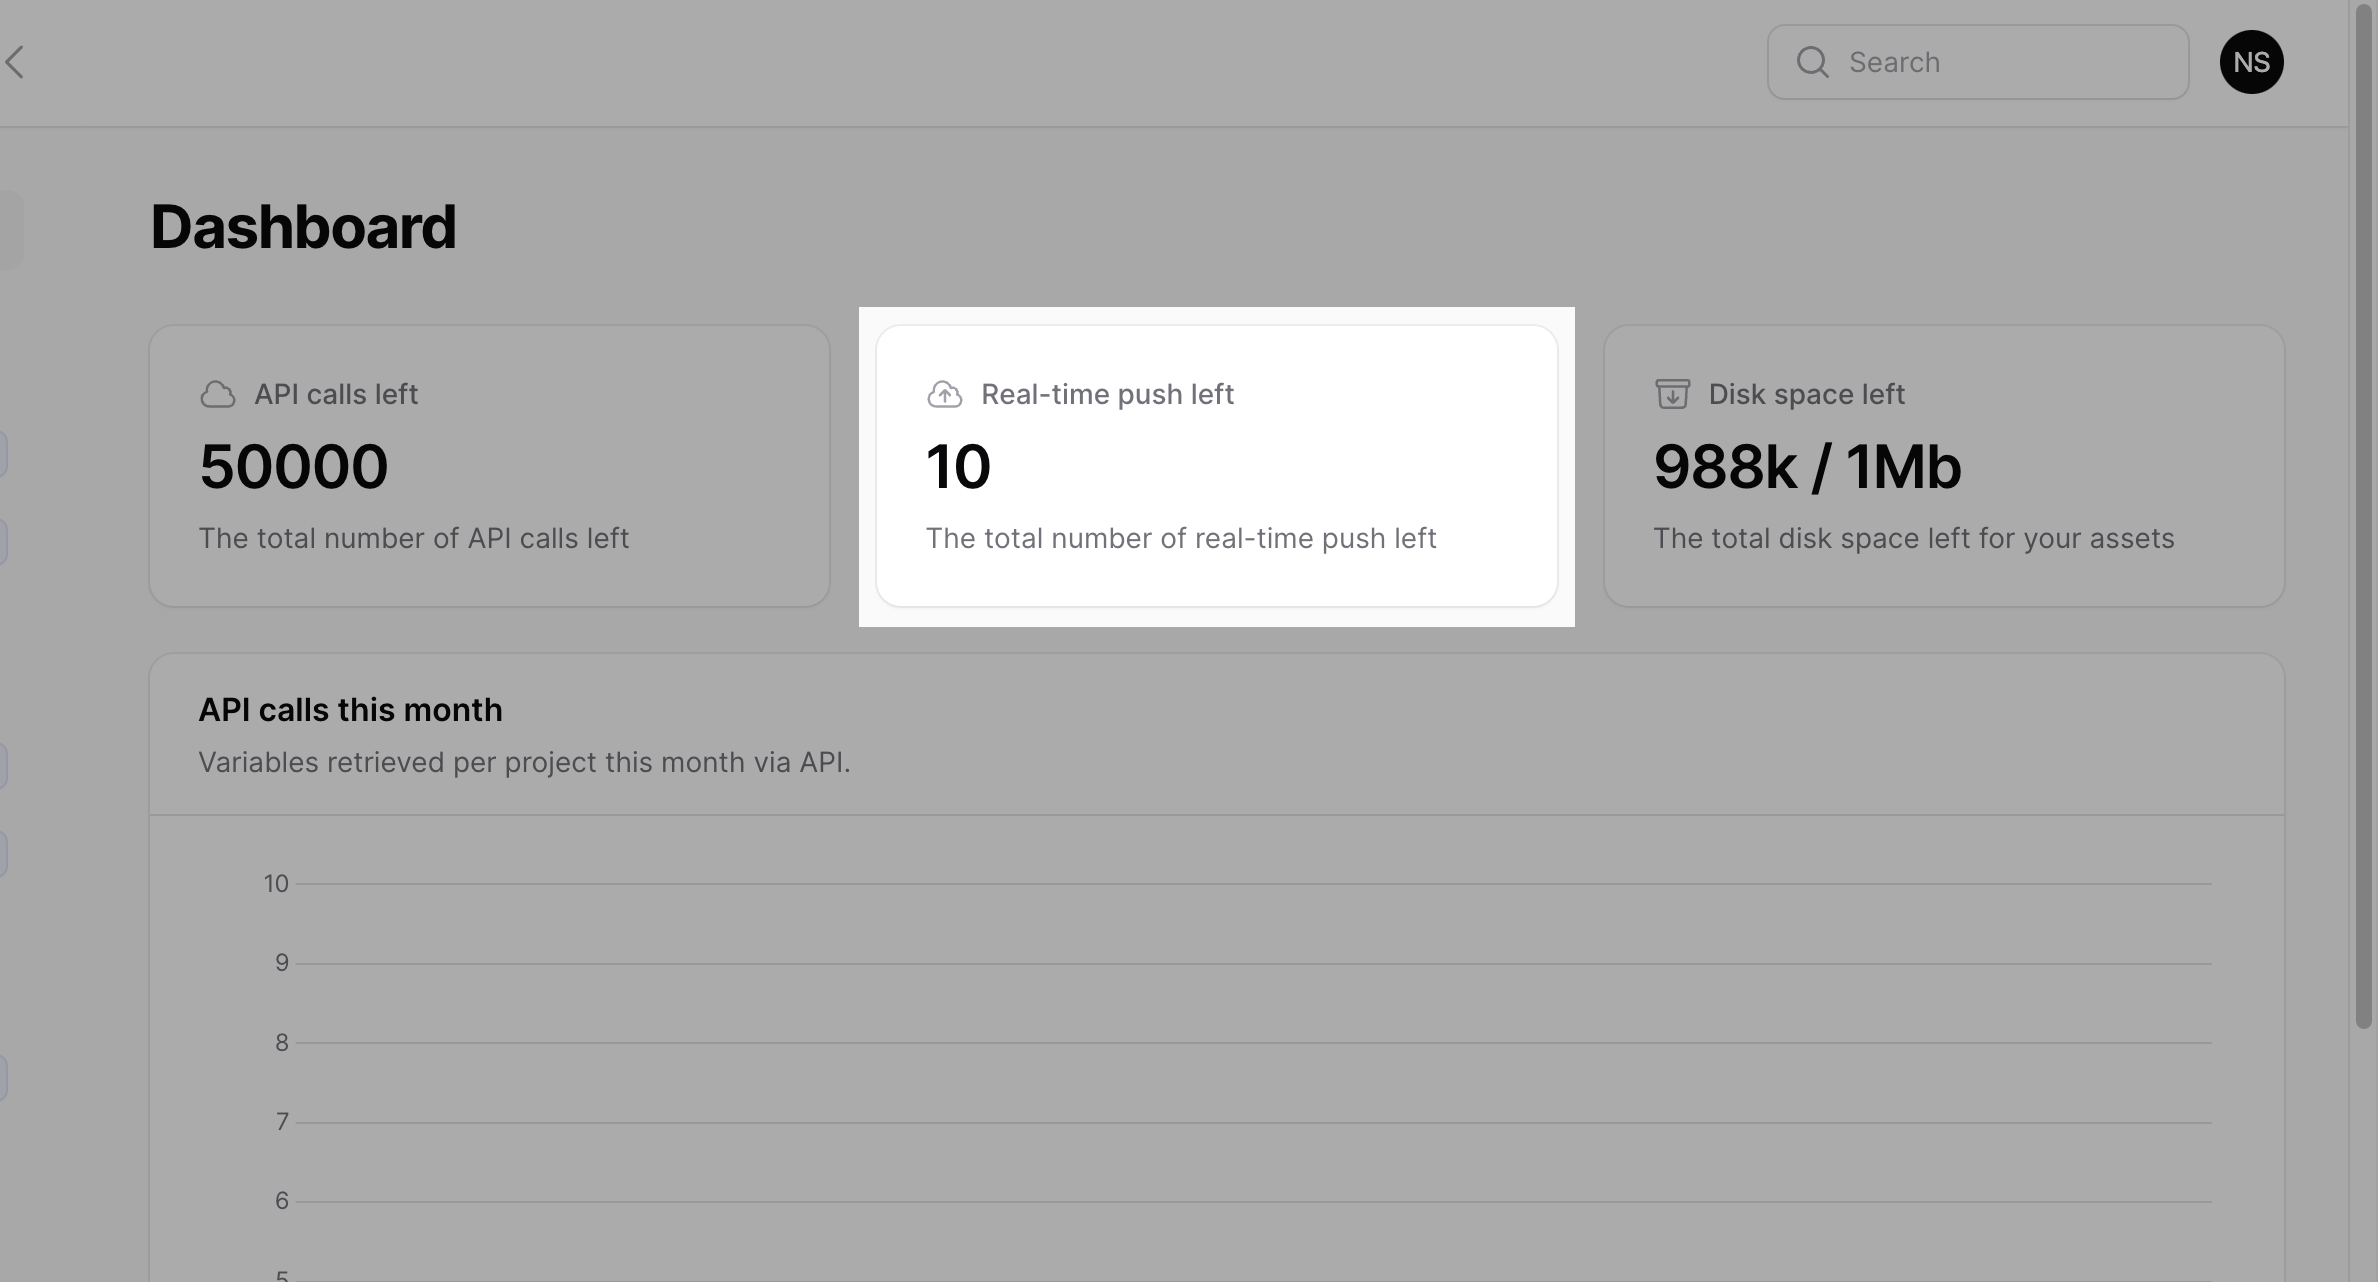 Search
NS
Dashboard
API calls left
50000
The total number of API calls left
Real-time push left
10
The total number of real-time push left
Disk space left
988k / 1Mb
The total disk space left for your assets
API calls this month
Variables retrieved per project this month via API.
10
9
8
7
6
5